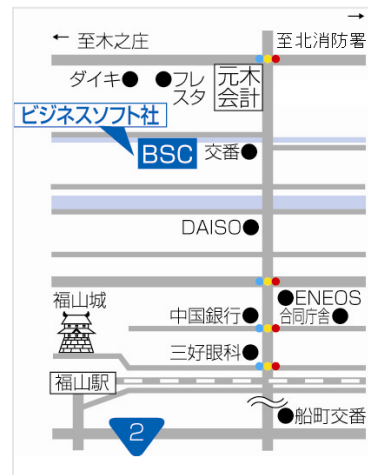 →
← 至木之庄
至北消防署
ダイキ●
●フレ
スタ
元木
会計
ビジネスソフト社
BSC
交番●
DAISO●
福山城
●ENEOS
中国銀行●
合同庁舎●
三好眼科●
福山駅
●船町交番
2